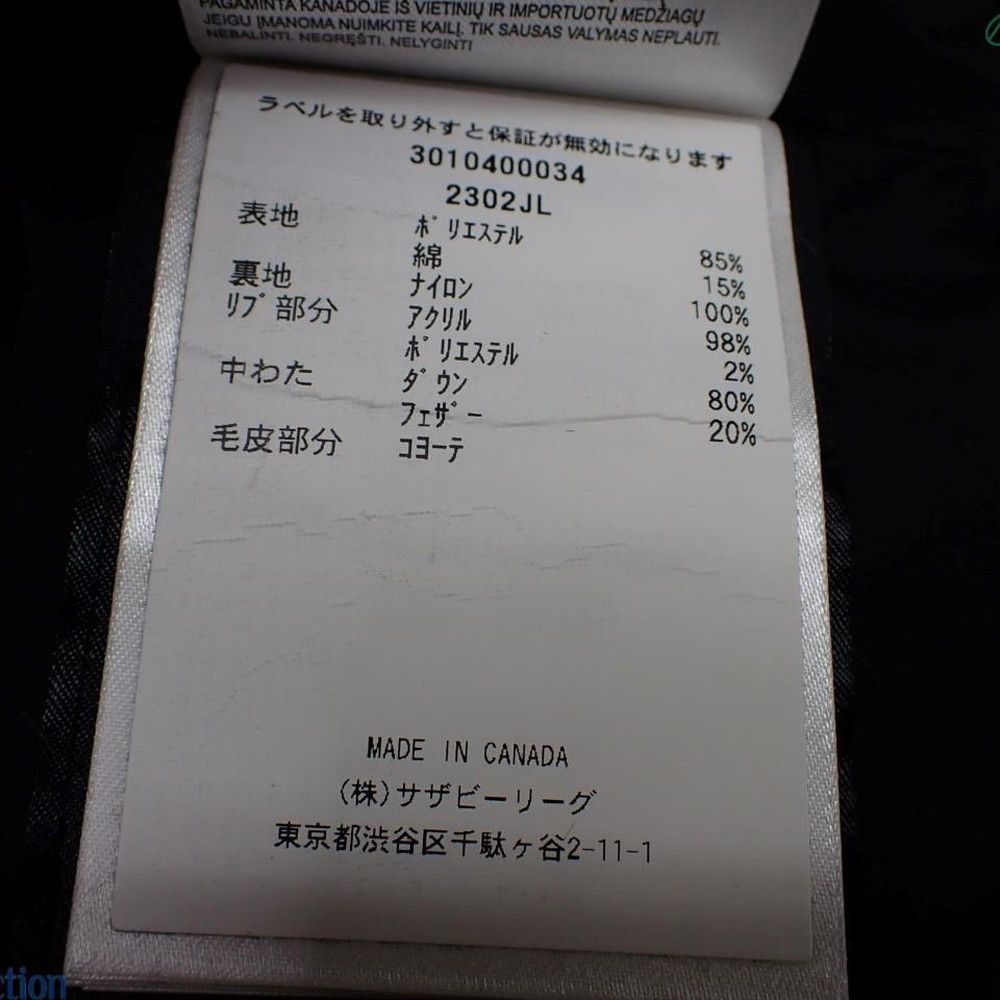 PAGAMINTA KANADOJE IŠ VIETINIŲ IR IMPORTUOTŲ MEDŽIAGŲ
JEIGU ĮMANOMA NUIMKITE KAILĮ. TIK SAUSAS VALYMAS NEPLAUTI.
NEBALINTI. NEGRĘŠTI. NELYGINTI
ラベルを取り外すと保証が無効になります
3010400034
2302JL
表地 ポリエステル 85%
綿 15%
裏地 ナイロン 100%
リブ部分 アクリル 98%
ポリエステル 2%
中わた ダウン 80%
フェザー 20%
毛皮部分 コヨーテ
MADE IN CANADA
(株)サザビーリーグ
東京都渋谷区千駄ヶ谷2-11-1
ction